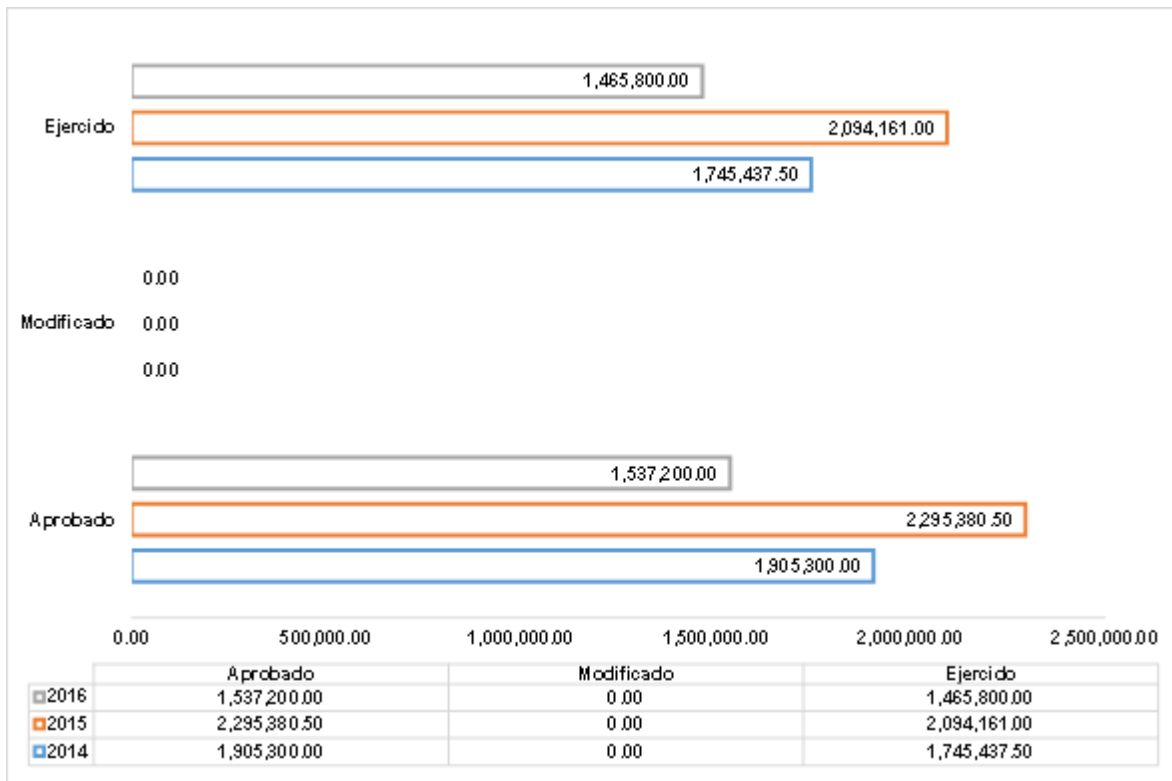 1,465,800.00
Ejercido 2,094,161.00
1,745,437.50
0.00
Modificado 0.00
0.00
1,537,200.00
Aprobado 2,295,380.50
1,905,300.00
0.00 500,000.00 1,000,000.00 1,500,000.00 2,000,000.00 2,500,000.00
Aprobado Modificado Ejercido
2016 1,537,200.00 0.00 1,465,800.00
2015 2,295,380.50 0.00 2,094,161.00
2014 1,905,300.00 0.00 1,745,437.50